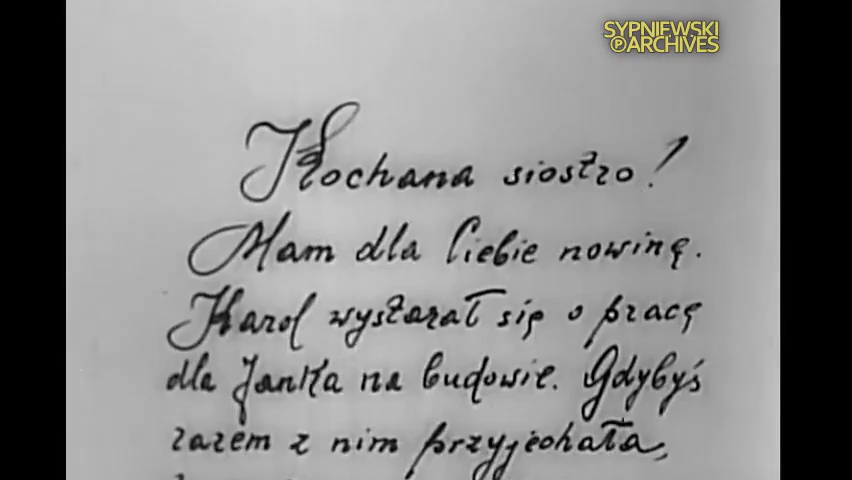 SYPNIEWSKI
℗ ARCHIVES
Kochana siostro!
Mam dla Ciebie nowinę.
Karol wystarał się o pracę
dla Janka na budowie. Gdybyś
razem z nim przyjechała,